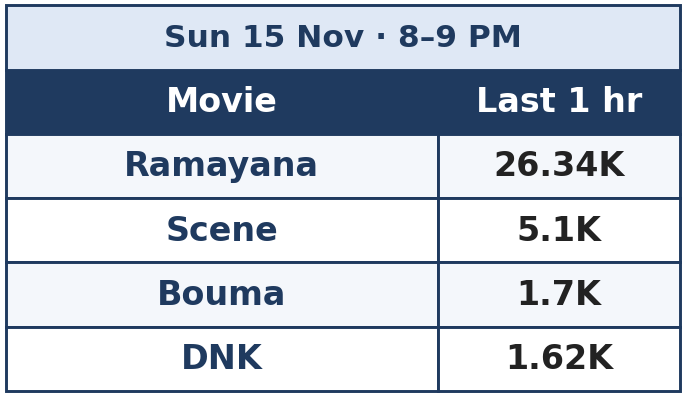 Sun 15 Nov · 8–9 PM
Movie Last 1 hr
Ramayana 26.34K
Scene 5.1K
Bouma 1.7K
DNK 1.62K